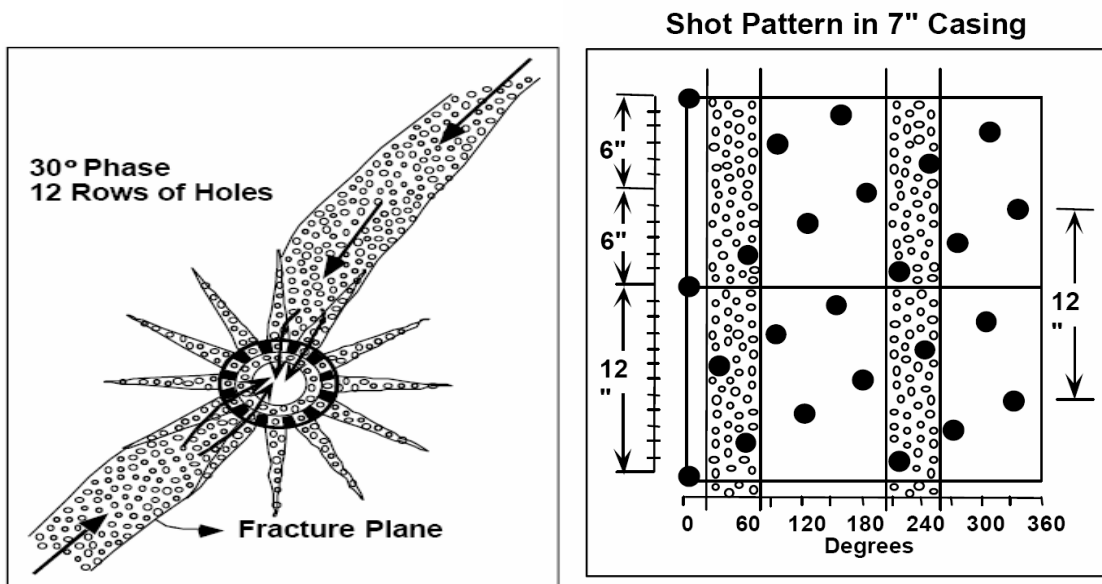 Shot Pattern in 7" Casing
30º Phase
12 Rows of Holes
Fracture Plane
6"
6"
12
"
12
"
0 60 120 180 240 300 360
Degrees